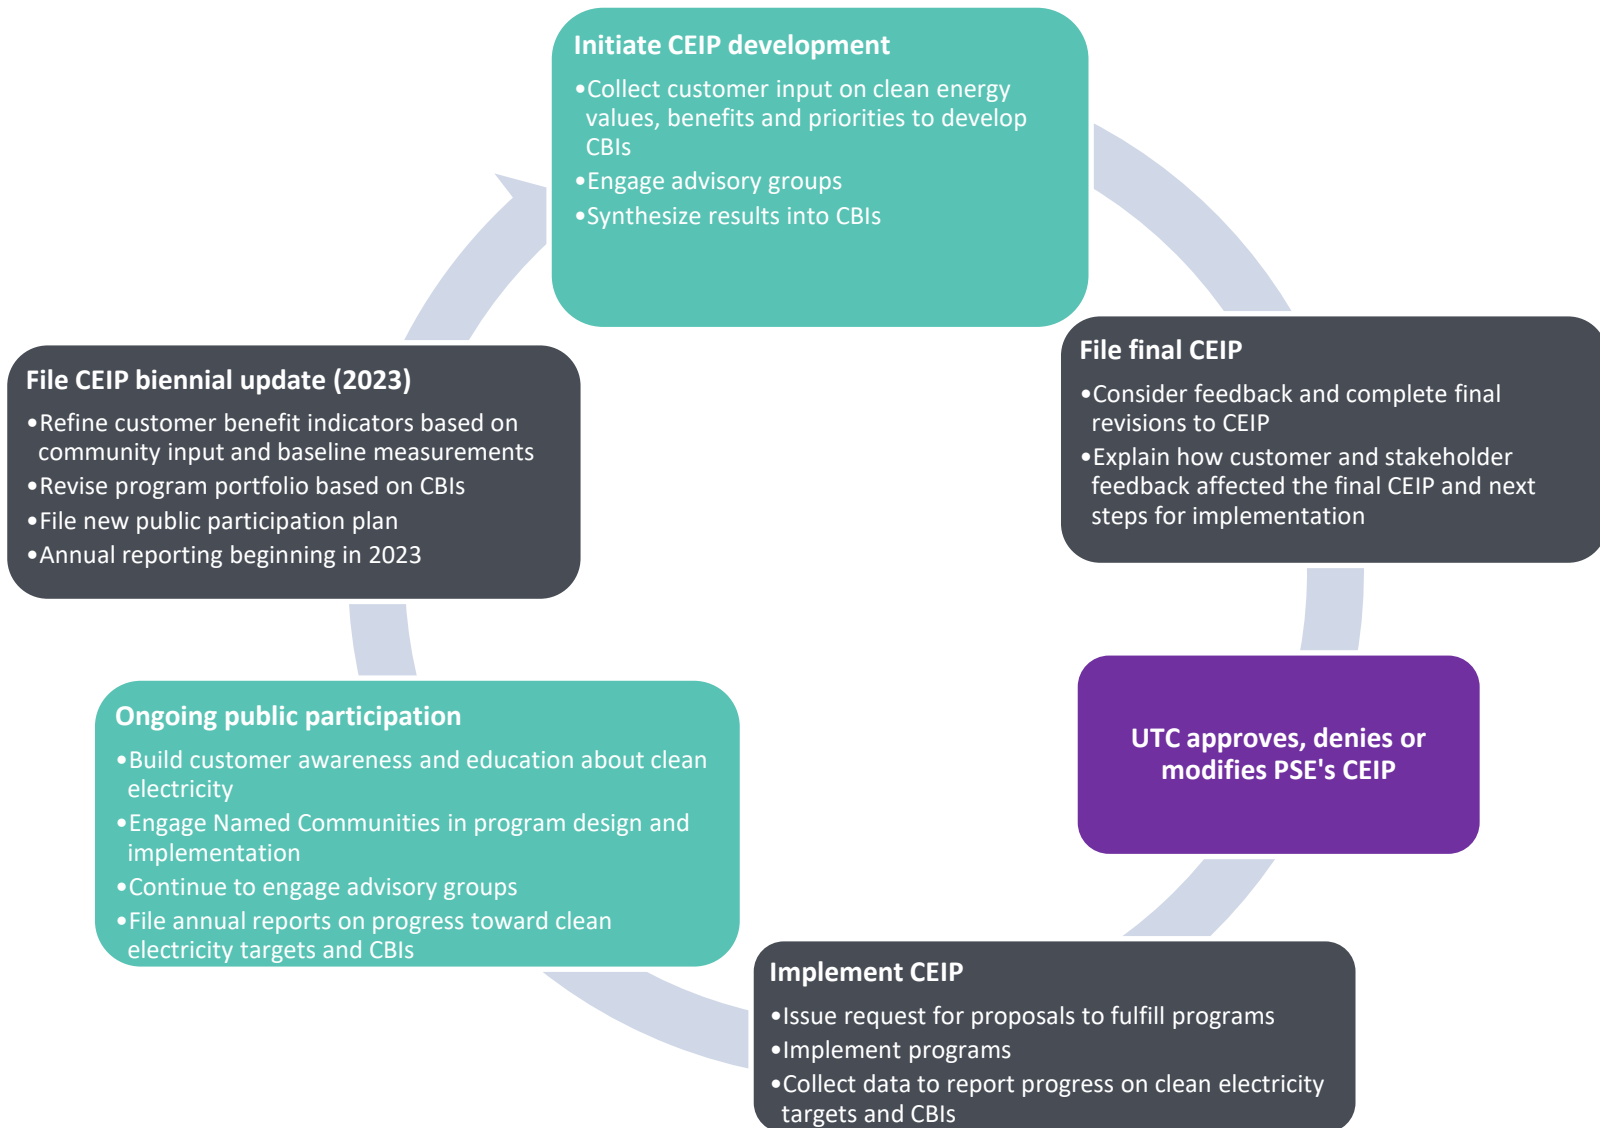 Initiate CEIP development
•Collect customer input on clean energy
values, benefits and priorities to develop
CBIs
•Engage advisory groups
•Synthesize results into CBIs
File final CEIP
•Consider feedback and complete final
revisions to CEIP
•Explain how customer and stakeholder
feedback affected the final CEIP and next
steps for implementation
UTC approves, denies or
modifies PSE's CEIP
Implement CEIP
•Issue request for proposals to fulfill programs
•Implement programs
•Collect data to report progress on clean electricity
targets and CBIs
Ongoing public participation
•Build customer awareness and education about clean
electricity
•Engage Named Communities in program design and
implementation
•Continue to engage advisory groups
•File annual reports on progress toward clean
electricity targets and CBIs
File CEIP biennial update (2023)
•Refine customer benefit indicators based on
community input and baseline measurements
•Revise program portfolio based on CBIs
•File new public participation plan
•Annual reporting beginning in 2023